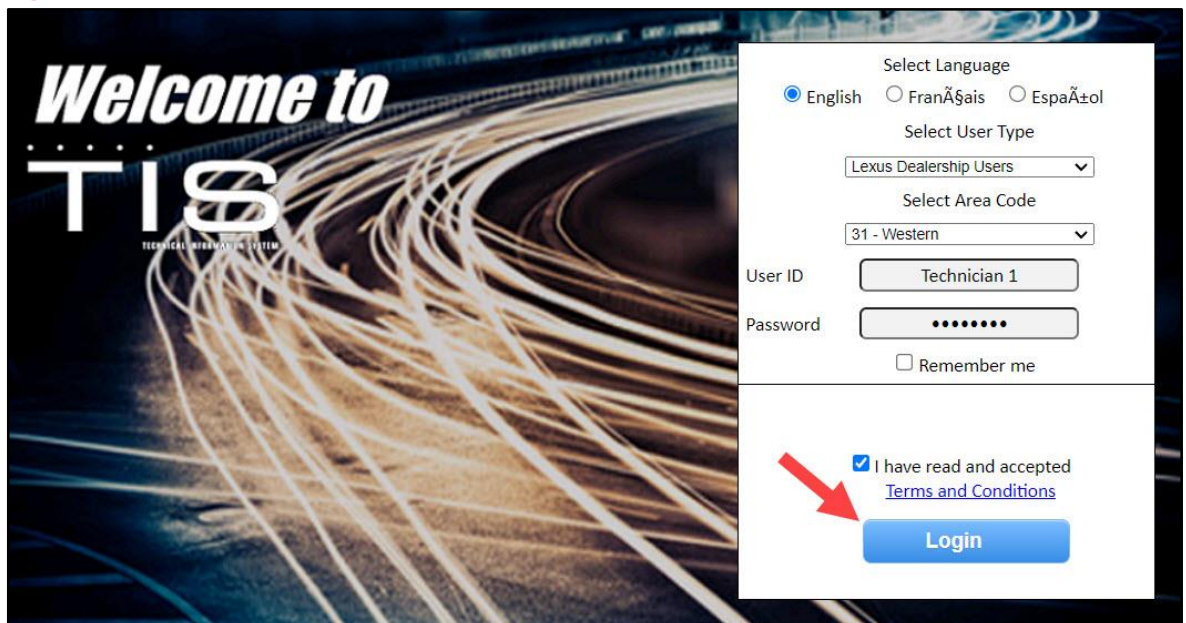 Welcome to
TIS
TECHNICAL INFORMATION SYSTEM
Select Language
English FranÃ§ais EspaÃ±ol
Select User Type
Lexus Dealership Users
Select Area Code
31 - Western
User ID Technician 1
Password ••••••••
Remember me
I have read and accepted
Terms and Conditions
Login